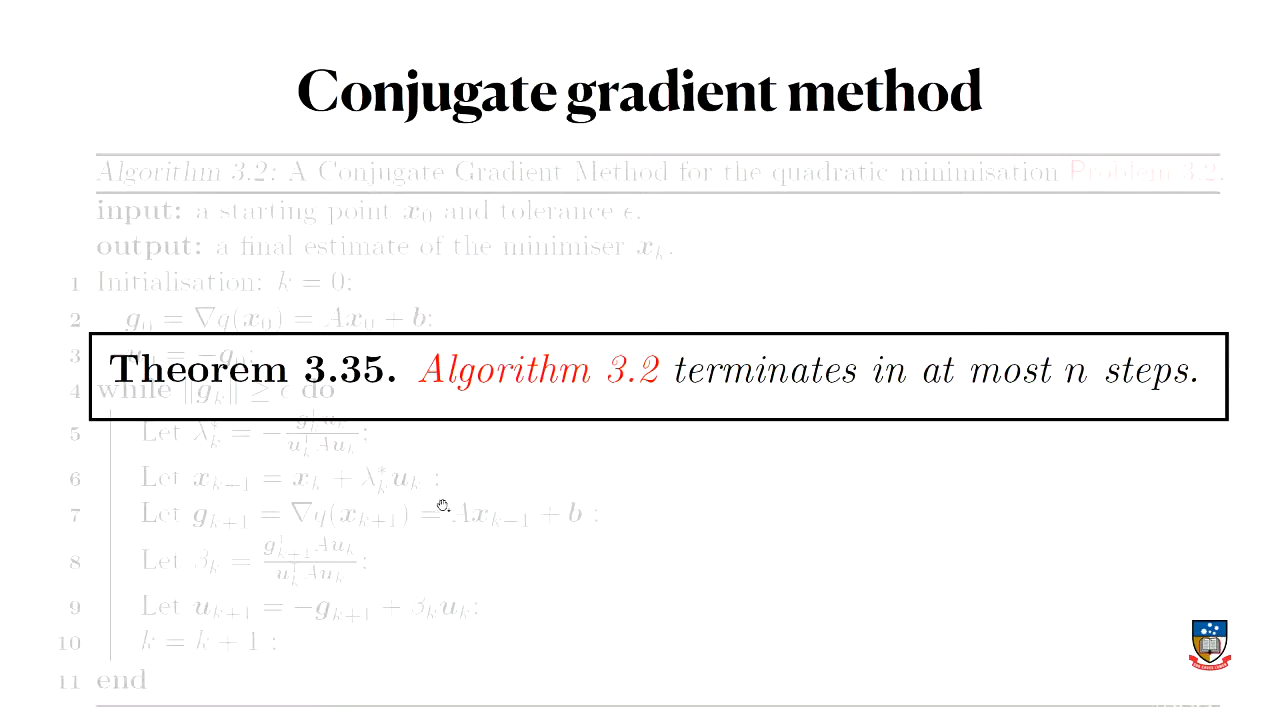 Conjugate gradient method
Algorithm 3.2: A Conjugate Gradient Method for the quadratic minimisation Problem 3.2.
input: a starting point x₀ and tolerance ϵ.
output: a final estimate of the minimiser xₖ.
1 Initialisation: k = 0;
2 g₀ = ∇q(x₀) = Ax₀ + b;
3 u₀ = −g₀;
Theorem 3.35. Algorithm 3.2 terminates in at most n steps.
4 while ‖gₖ‖ ≥ ϵ do
5 Let λₖ* = − gₖᵀuₖ / uₖᵀAuₖ;
6 Let xₖ₊₁ = xₖ + λₖ*uₖ ;
7 Let gₖ₊₁ = ∇q(xₖ₊₁) = Axₖ₊₁ + b ;
8 Let βₖ = gₖ₊₁ᵀAuₖ / uₖᵀAuₖ;
9 Let uₖ₊₁ = −gₖ₊₁ + βₖuₖ;
10 k = k + 1 ;
11 end